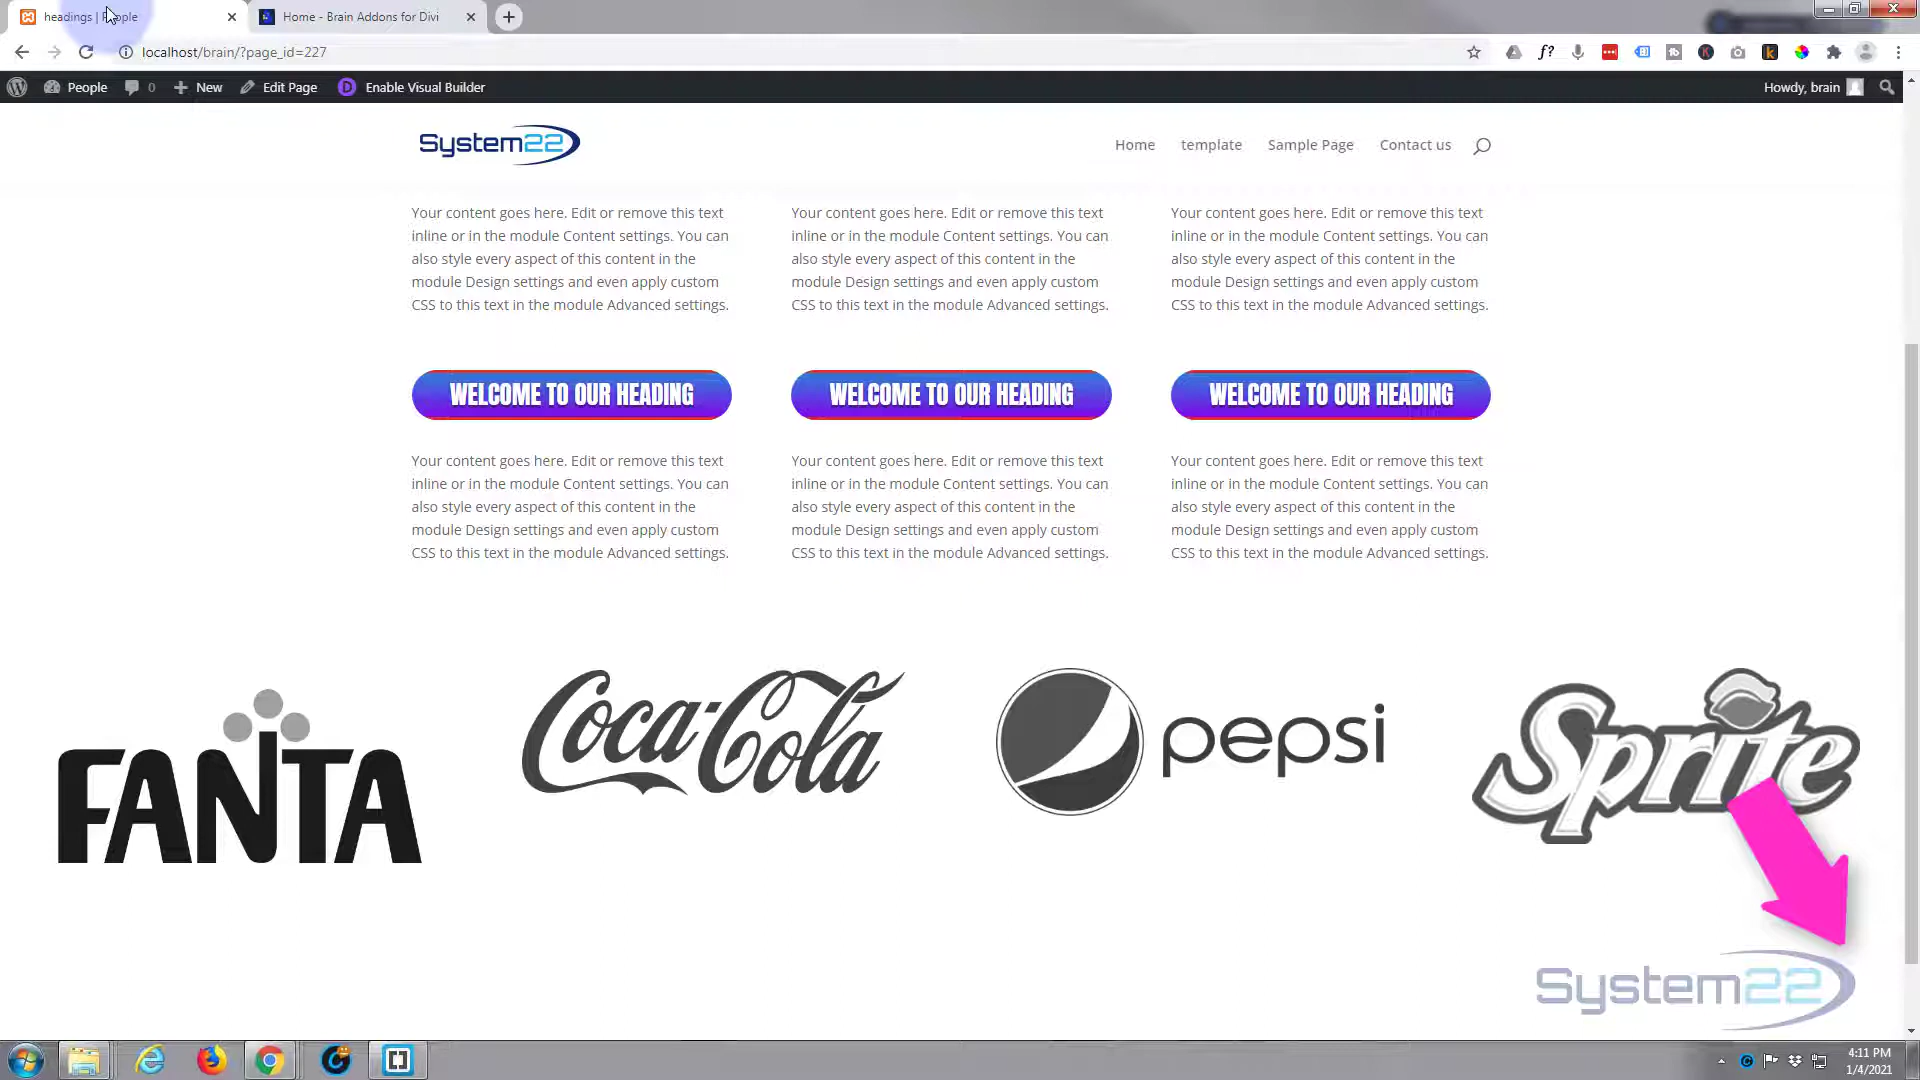 headings | People
Home - Brain Addons for Divi
localhost/brain/?page_id=227
f?
People
0
New
Edit Page
Enable Visual Builder
Howdy, brain
System22
Home
template
Sample Page
Contact us
Your content goes here. Edit or remove this text
inline or in the module Content settings. You can
also style every aspect of this content in the
module Design settings and even apply custom
CSS to this text in the module Advanced settings.
Your content goes here. Edit or remove this text
inline or in the module Content settings. You can
also style every aspect of this content in the
module Design settings and even apply custom
CSS to this text in the module Advanced settings.
Your content goes here. Edit or remove this text
inline or in the module Content settings. You can
also style every aspect of this content in the
module Design settings and even apply custom
CSS to this text in the module Advanced settings.
WELCOME TO OUR HEADING
WELCOME TO OUR HEADING
WELCOME TO OUR HEADING
Your content goes here. Edit or remove this text
inline or in the module Content settings. You can
also style every aspect of this content in the
module Design settings and even apply custom
CSS to this text in the module Advanced settings.
Your content goes here. Edit or remove this text
inline or in the module Content settings. You can
also style every aspect of this content in the
module Design settings and even apply custom
CSS to this text in the module Advanced settings.
Your content goes here. Edit or remove this text
inline or in the module Content settings. You can
also style every aspect of this content in the
module Design settings and even apply custom
CSS to this text in the module Advanced settings.
FANTA
Coca-Cola
pepsi
Sprite
System22
4:11 PM
1/4/2021